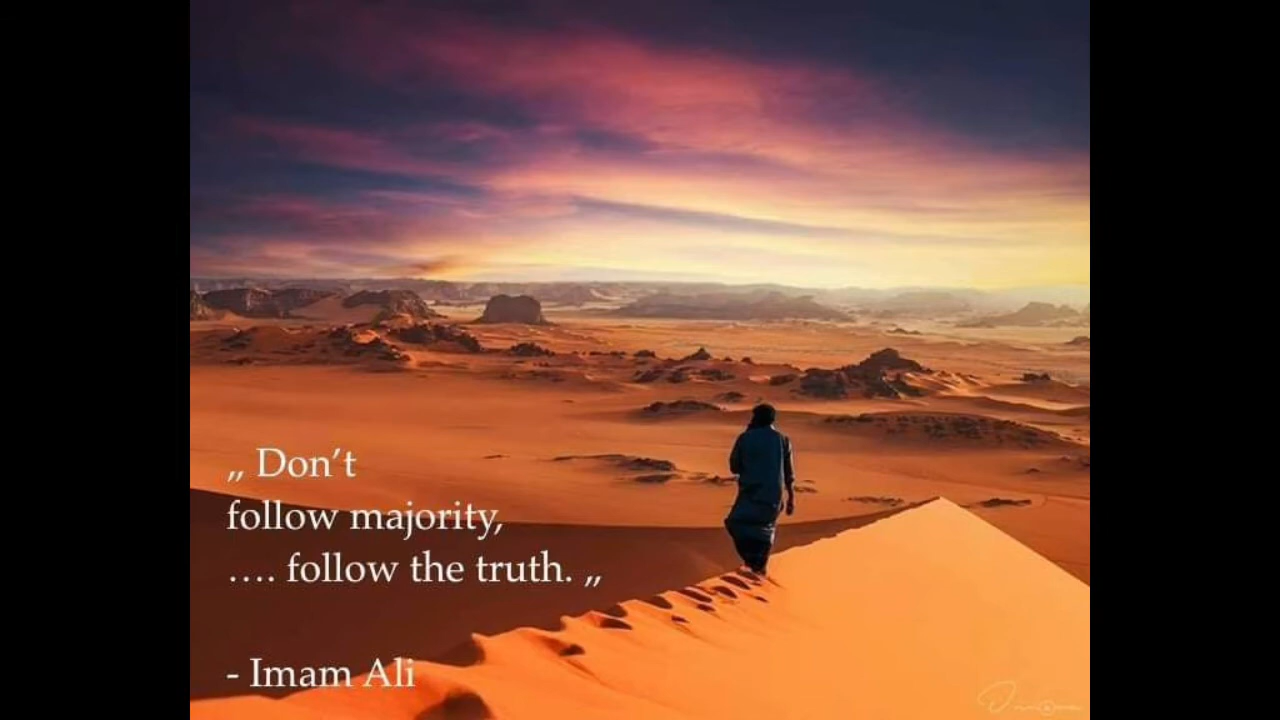 „ Don’t
follow majority,
.... follow the truth. „
- Imam Ali